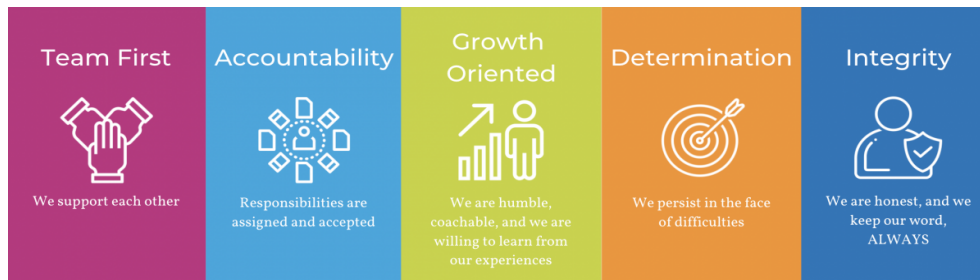 Team First
We support each other
Accountability
Responsibilities are
assigned and accepted
Growth
Oriented
We are humble,
coachable, and we are
willing to learn from
our experiences
Determination
We persist in the face
of difficulties
Integrity
We are honest, and we
keep our word,
ALWAYS